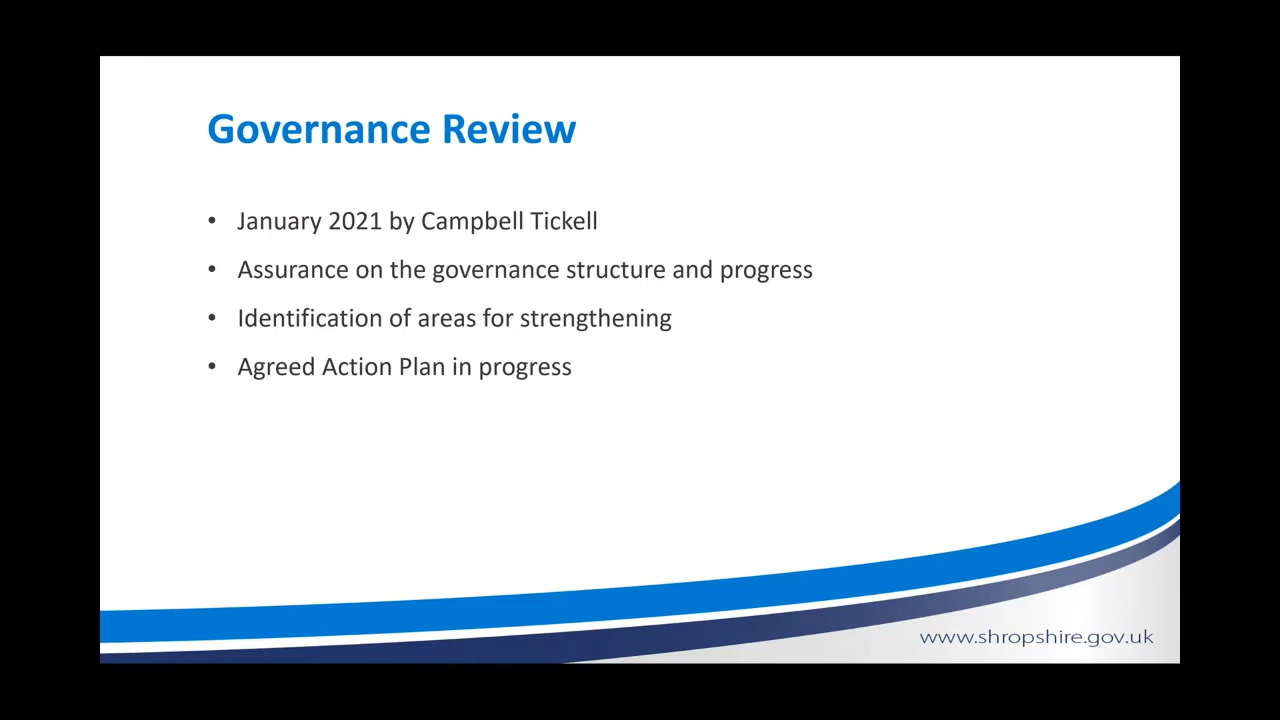 Governance Review
• January 2021 by Campbell Tickell
• Assurance on the governance structure and progress
• Identification of areas for strengthening
• Agreed Action Plan in progress
www.shropshire.gov.uk